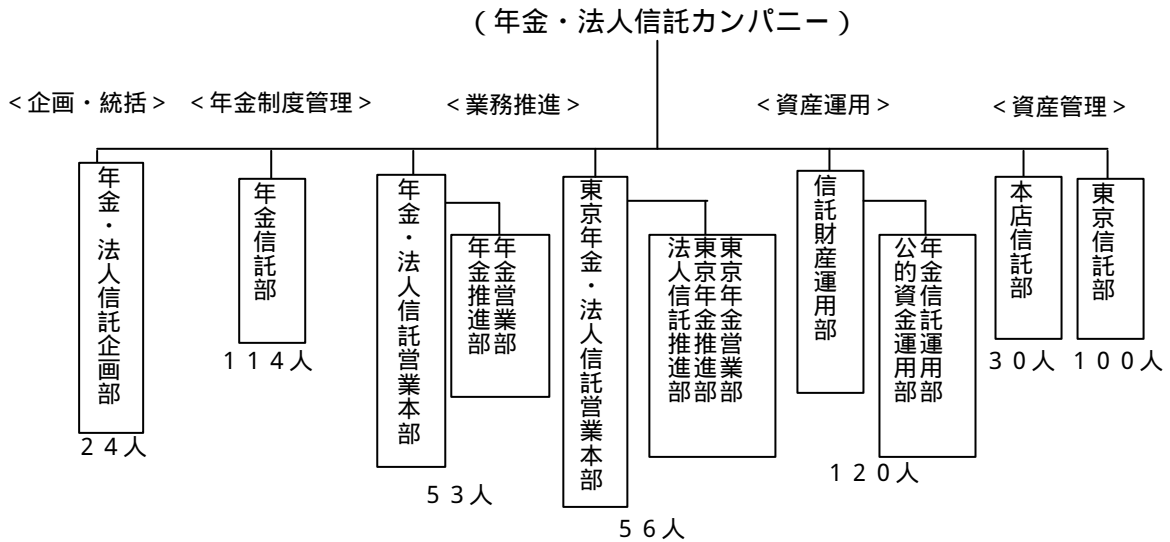 （年金・法人信託カンパニー）
＜企画・統括＞
＜年金制度管理＞
＜業務推進＞
＜資産運用＞
＜資産管理＞
年金・法人信託企画部
２４人
年金信託部
１１４人
年金・法人信託営業本部
年金営業部
年金推進部
５３人
東京年金・法人信託営業本部
東京年金営業部
東京年金推進部
法人信託推進部
５６人
信託財産運用部
年金信託運用部
公的資金運用部
１２０人
本店信託部
３０人
東京信託部
１００人